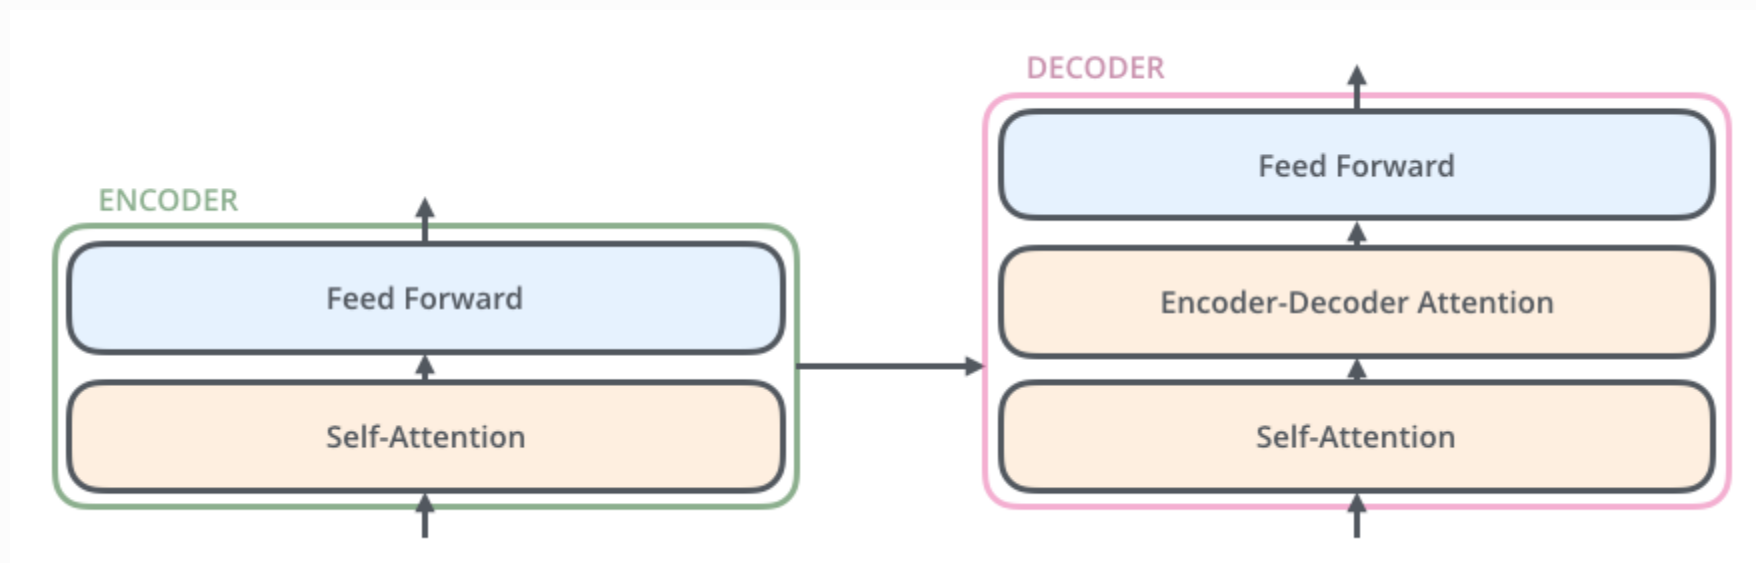 ENCODER
Feed Forward
Self-Attention
DECODER
Feed Forward
Encoder-Decoder Attention
Self-Attention